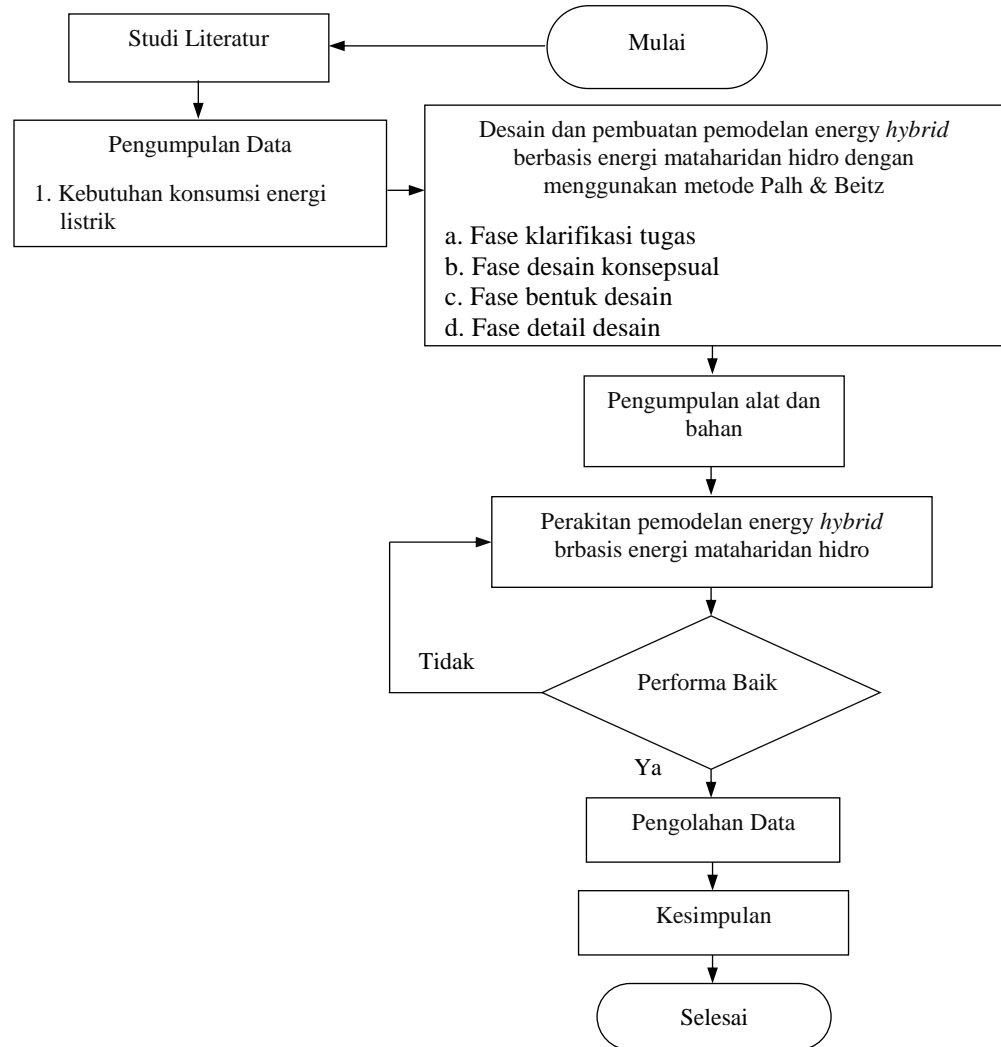 Mulai
Studi Literatur
Pengumpulan Data
1. Kebutuhan konsumsi energi
listrik
Desain dan pembuatan pemodelan energy hybrid
berbasis energi mataharidan hidro dengan
menggunakan metode Palh & Beitz
a. Fase klarifikasi tugas
b. Fase desain konsepsual
c. Fase bentuk desain
d. Fase detail desain
Pengumpulan alat dan
bahan
Perakitan pemodelan energy hybrid
brbasis energi mataharidan hidro
Tidak
Performa Baik
Ya
Pengolahan Data
Kesimpulan
Selesai